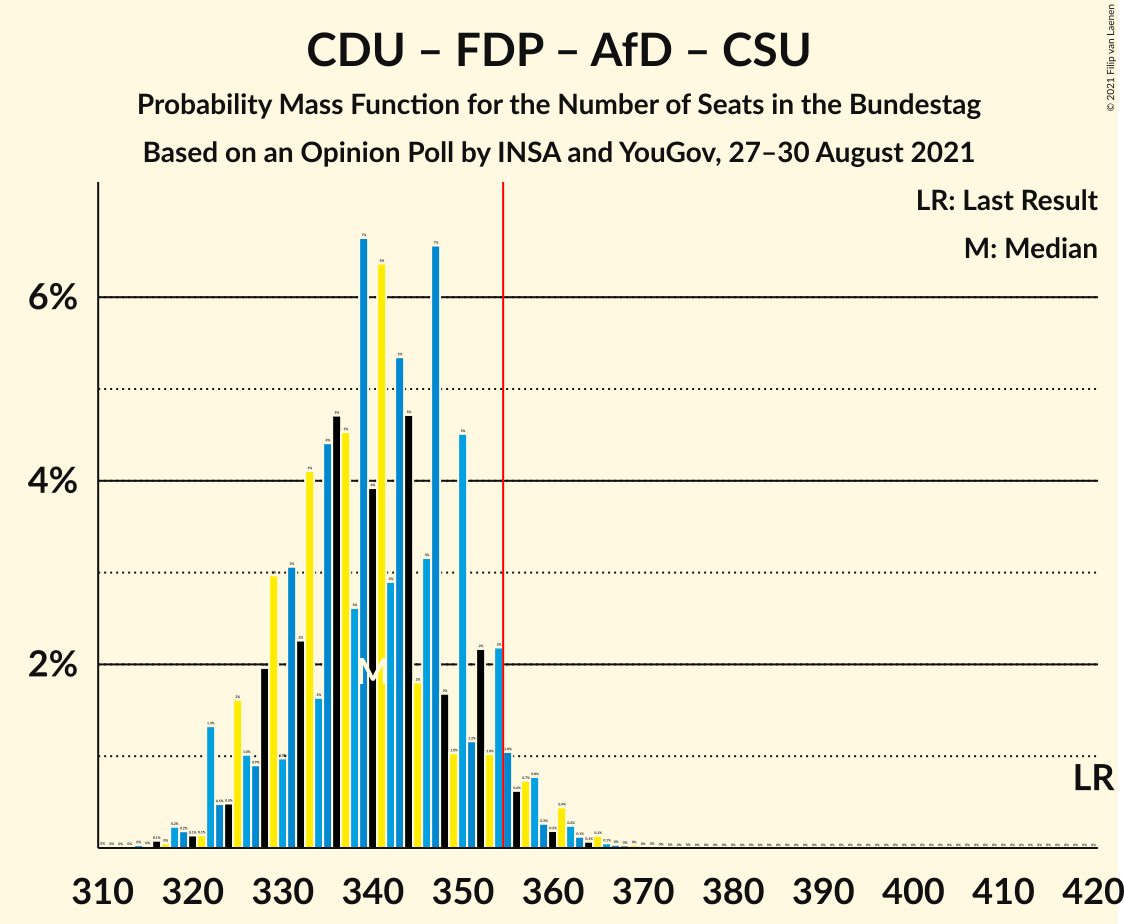 CDU – FDP – AfD – CSU
Probability Mass Function for the Number of Seats in the Bundestag
Based on an Opinion Poll by INSA and YouGov, 27–30 August 2021
© 2021 Filip van Laenen
LR: Last Result
M: Median
6%
4%
2%
M
LR
310 320 330 340 350 360 370 380 390 400 410 420